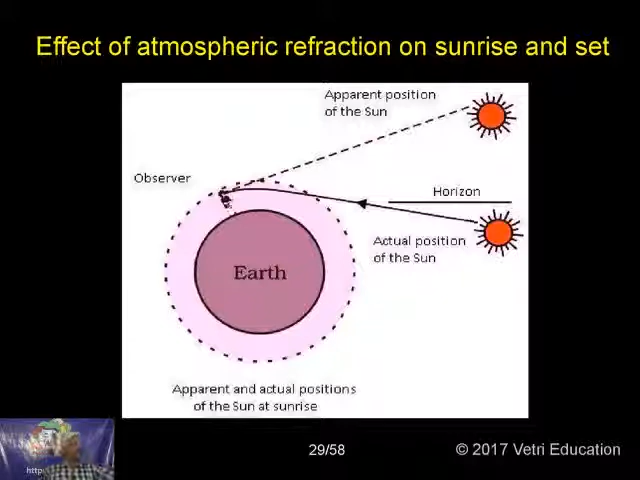 Effect of atmospheric refraction on sunrise and set
Apparent position
of the Sun
Observer
Horizon
Actual position
of the Sun
Earth
Apparent and actual positions
of the Sun at sunrise
http
29/58
© 2017 Vetri Education